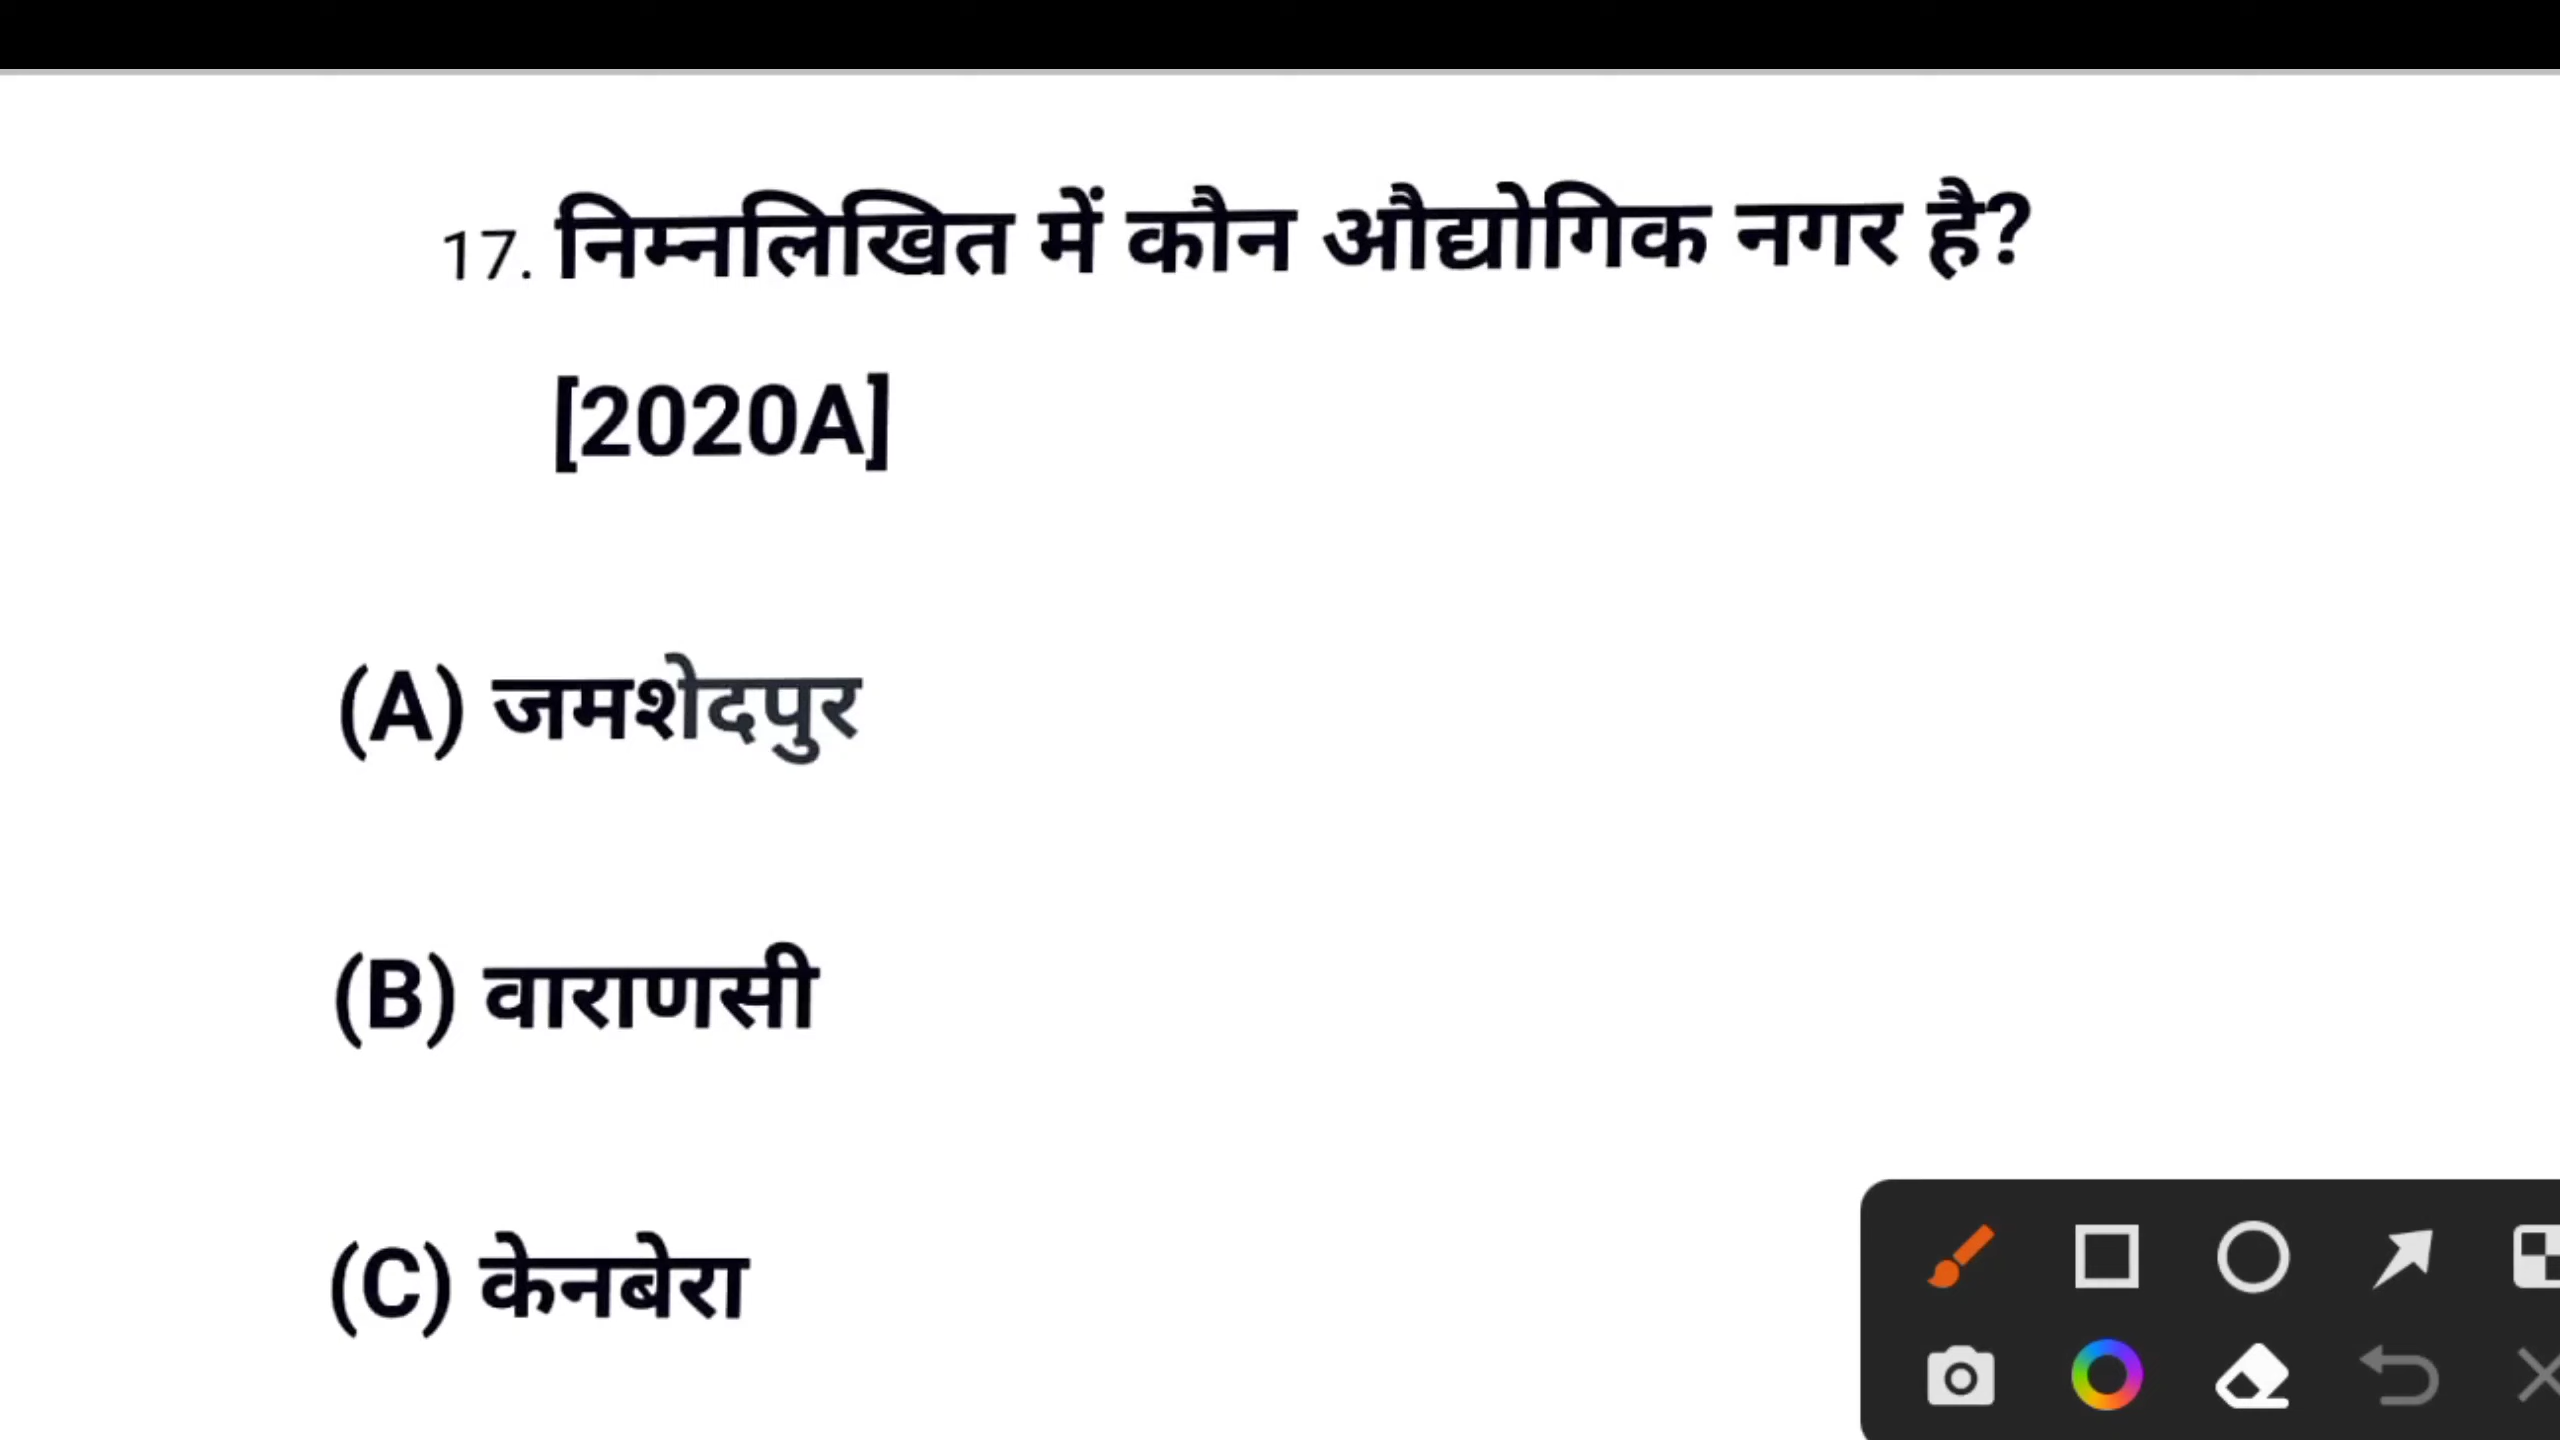 17. निम्नलिखित में कौन औद्योगिक नगर है?
[2020A]
(A) जमशेदपुर
(B) वाराणसी
(C) केनबेरा